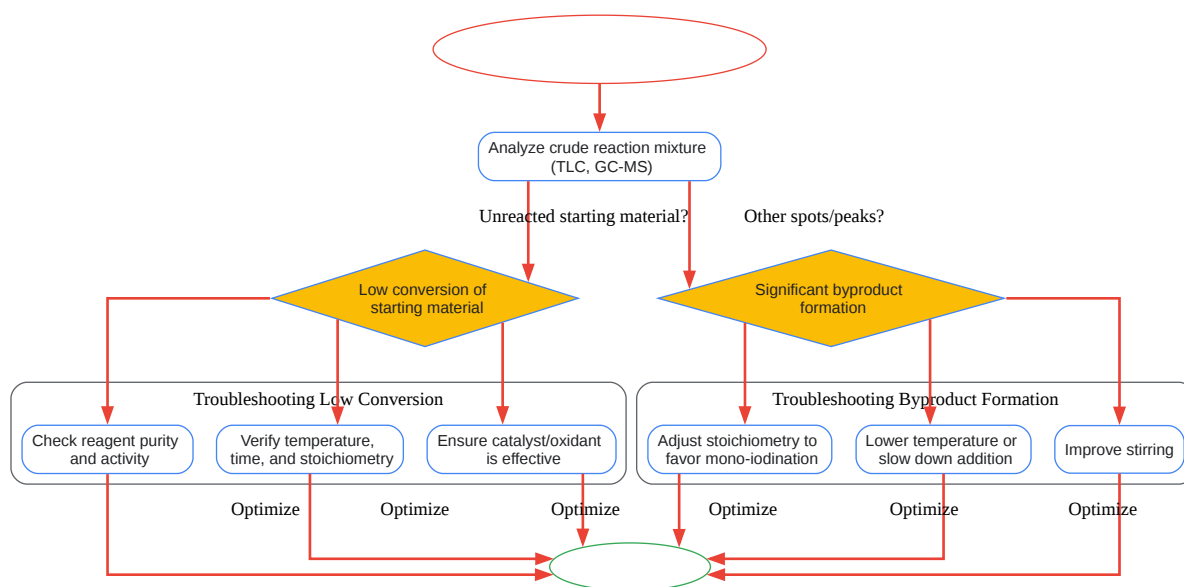 Analyze crude reaction mixture
(TLC, GC-MS)
Unreacted starting material?
Other spots/peaks?
Low conversion of
starting material
Significant byproduct
formation
Troubleshooting Low Conversion
Troubleshooting Byproduct Formation
Check reagent purity
and activity
Verify temperature,
time, and stoichiometry
Ensure catalyst/oxidant
is effective
Adjust stoichiometry to
favor mono-iodination
Lower temperature or
slow down addition
Improve stirring
Optimize
Optimize
Optimize
Optimize
Optimize
Optimize